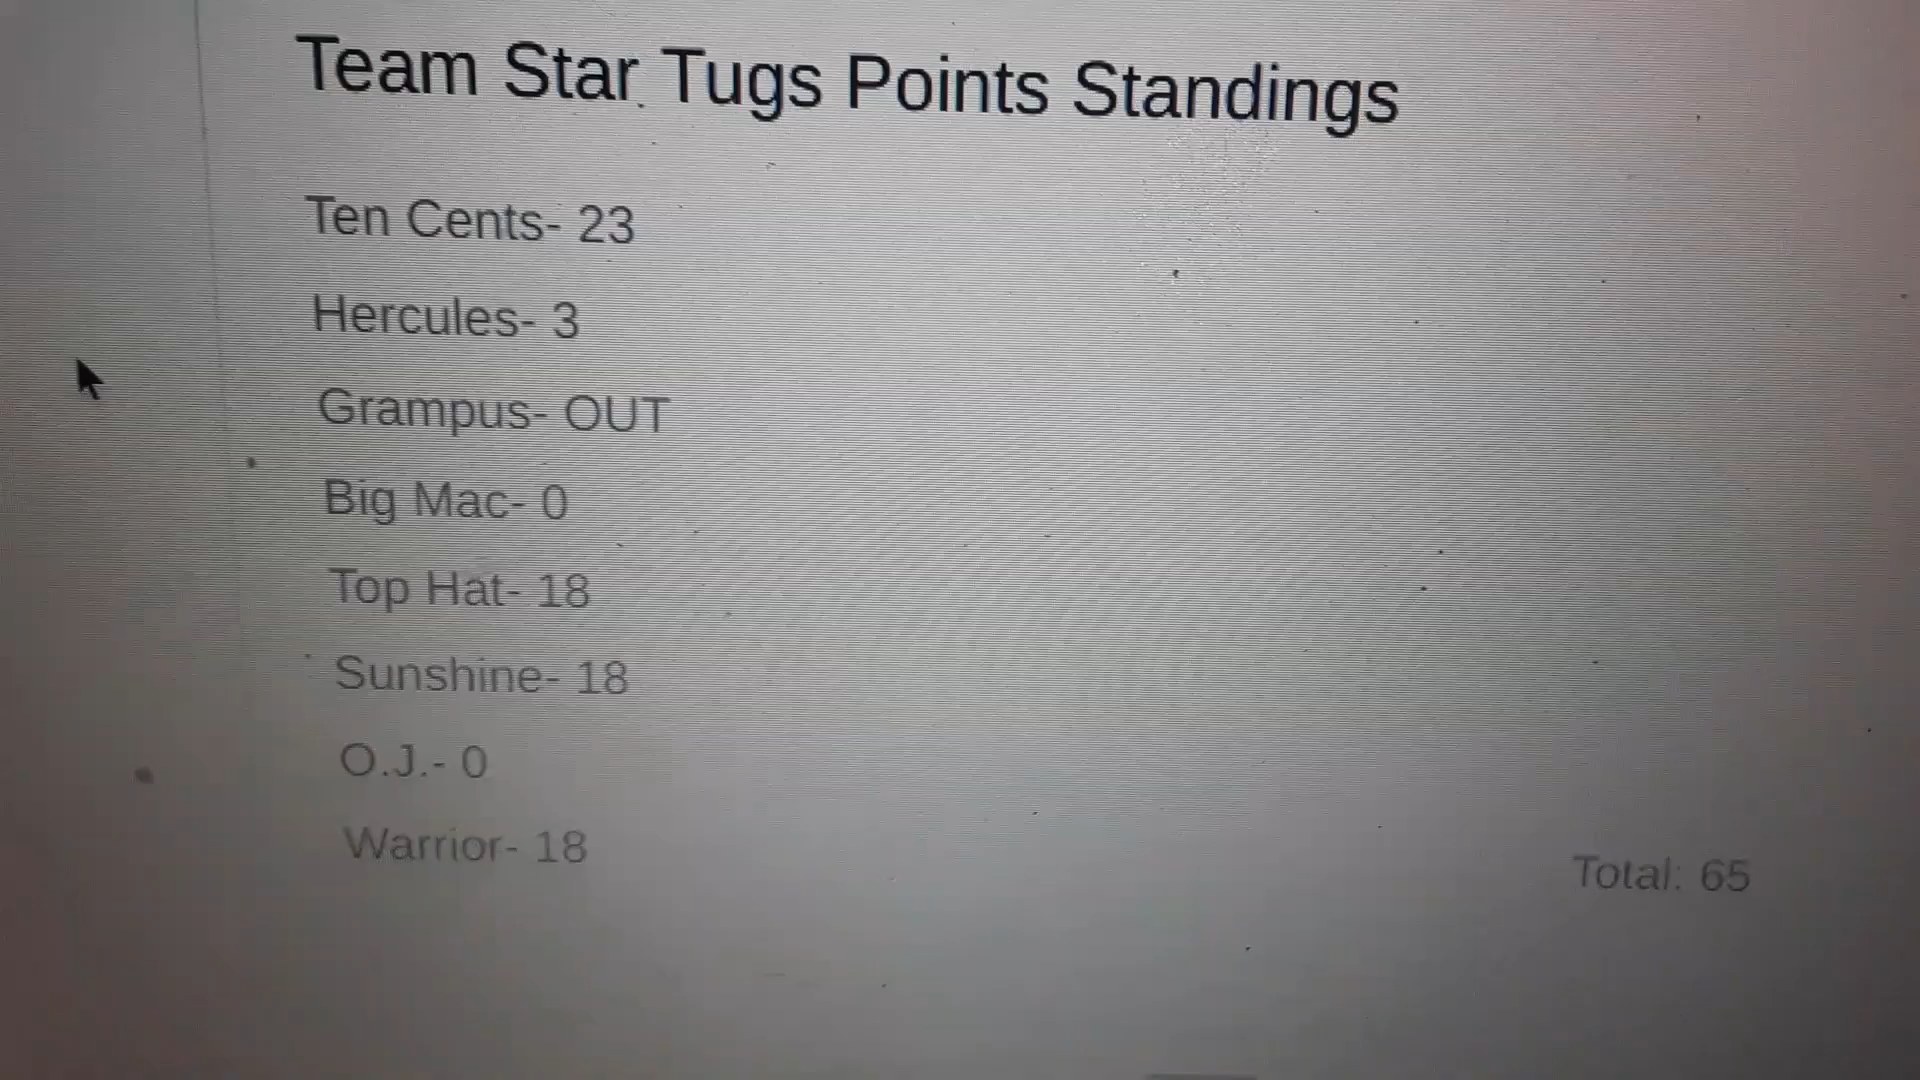 Team Star Tugs Points Standings
Ten Cents- 23
Hercules- 3
Grampus- OUT
Big Mac- 0
Top Hat- 18
Sunshine- 18
O.J.- 0
Warrior- 18
Total: 65